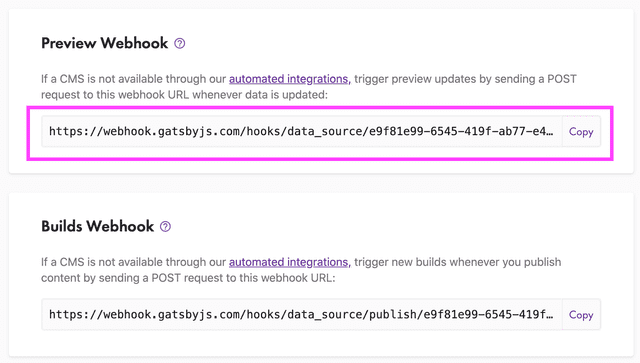 Preview Webhook
If a CMS is not available through our automated integrations, trigger preview updates by sending a POST
request to this webhook URL whenever data is updated:
https://webhook.gatsbyjs.com/hooks/data_source/e9f81e99-6545-419f-ab77-e4… Copy
Builds Webhook
If a CMS is not available through our automated integrations, trigger new builds whenever you publish
content by sending a POST request to this webhook URL:
https://webhook.gatsbyjs.com/hooks/data_source/publish/e9f81e99-6545-419f… Copy